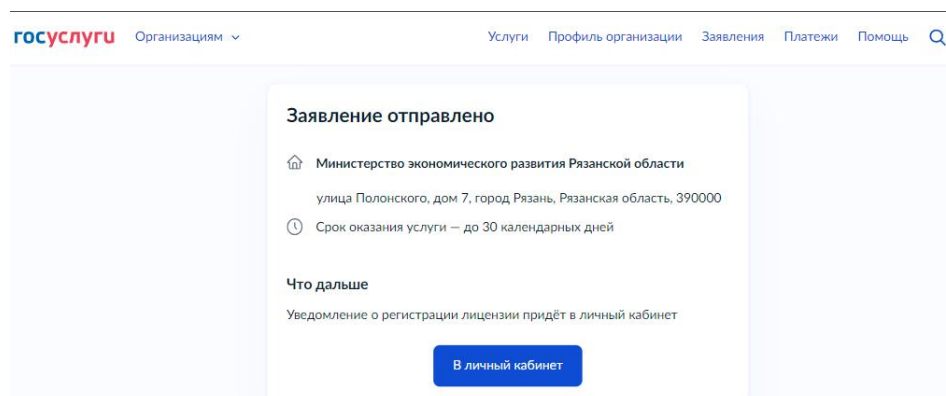 госуслуги Организациям Услуги Профиль организации Заявления Платежи Помощь
Заявление отправлено
Министерство экономического развития Рязанской области
улица Полонского, дом 7, город Рязань, Рязанская область, 390000
Срок оказания услуги — до 30 календарных дней
Что дальше
Уведомление о регистрации лицензии придёт в личный кабинет
В личный кабинет